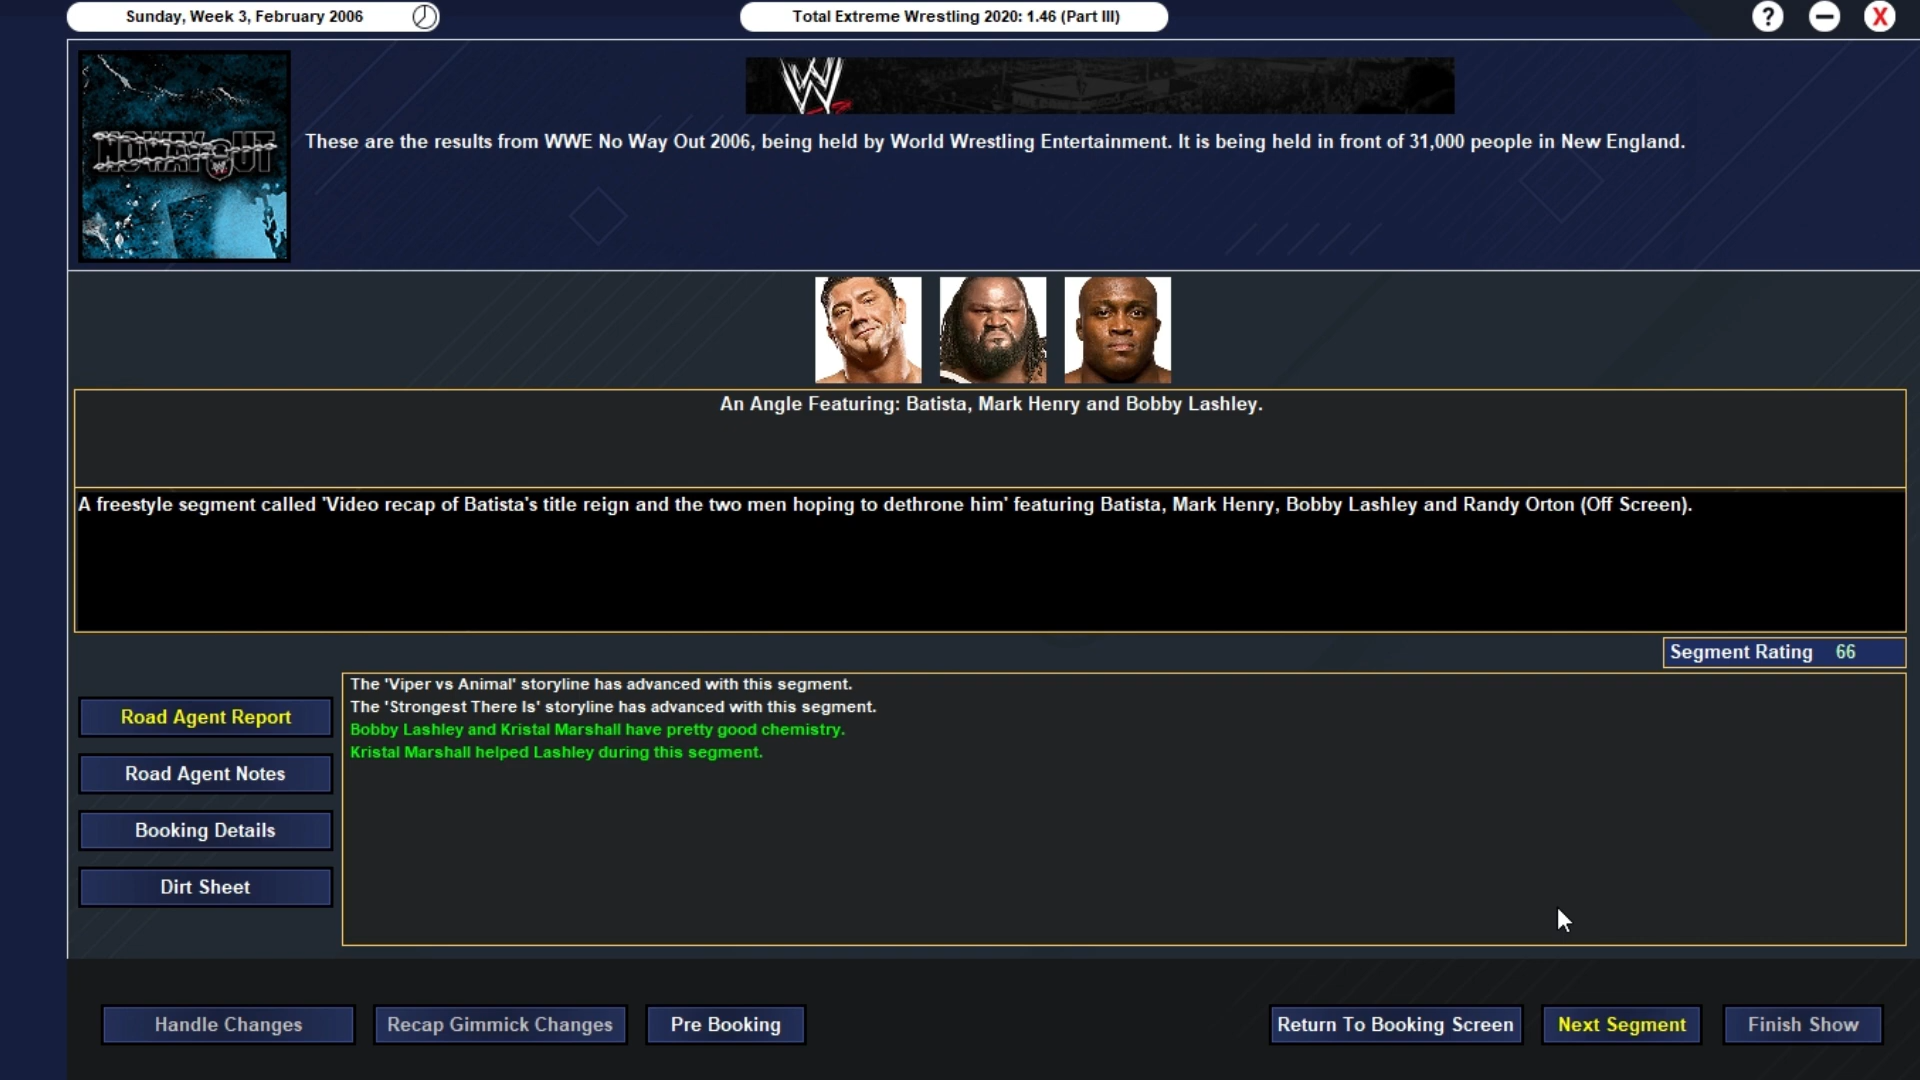 Sunday, Week 3, February 2006
Total Extreme Wrestling 2020: 1.46 (Part III)
?
X
W
NO WAY OUT
These are the results from WWE No Way Out 2006, being held by World Wrestling Entertainment. It is being held in front of 31,000 people in New England.
An Angle Featuring: Batista, Mark Henry and Bobby Lashley.
A freestyle segment called 'Video recap of Batista's title reign and the two men hoping to dethrone him' featuring Batista, Mark Henry, Bobby Lashley and Randy Orton (Off Screen).
Segment Rating 66
Road Agent Report
Road Agent Notes
Booking Details
Dirt Sheet
The 'Viper vs Animal' storyline has advanced with this segment.
The 'Strongest There Is' storyline has advanced with this segment.
Bobby Lashley and Kristal Marshall have pretty good chemistry.
Kristal Marshall helped Lashley during this segment.
Handle Changes
Recap Gimmick Changes
Pre Booking
Return To Booking Screen
Next Segment
Finish Show